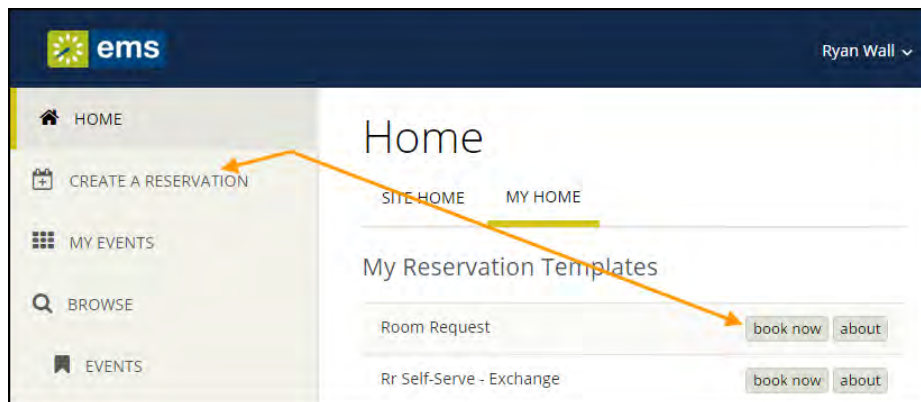 ems
Ryan Wall
HOME
CREATE A RESERVATION
MY EVENTS
BROWSE
EVENTS
Home
SITE HOME MY HOME
My Reservation Templates
Room Request book now about
Rr Self-Serve - Exchange book now about